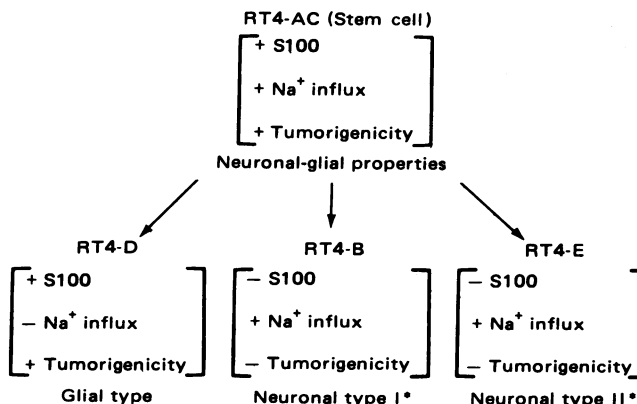 RT4-AC (Stem cell)
+ S100
+ Na+ influx
+ Tumorigenicity
Neuronal-glial properties
RT4-D
+ S100
− Na+ influx
+ Tumorigenicity
Glial type
RT4-B
− S100
+ Na+ influx
− Tumorigenicity
Neuronal type I*
RT4-E
− S100
+ Na+ influx
− Tumorigenicity
Neuronal type II*